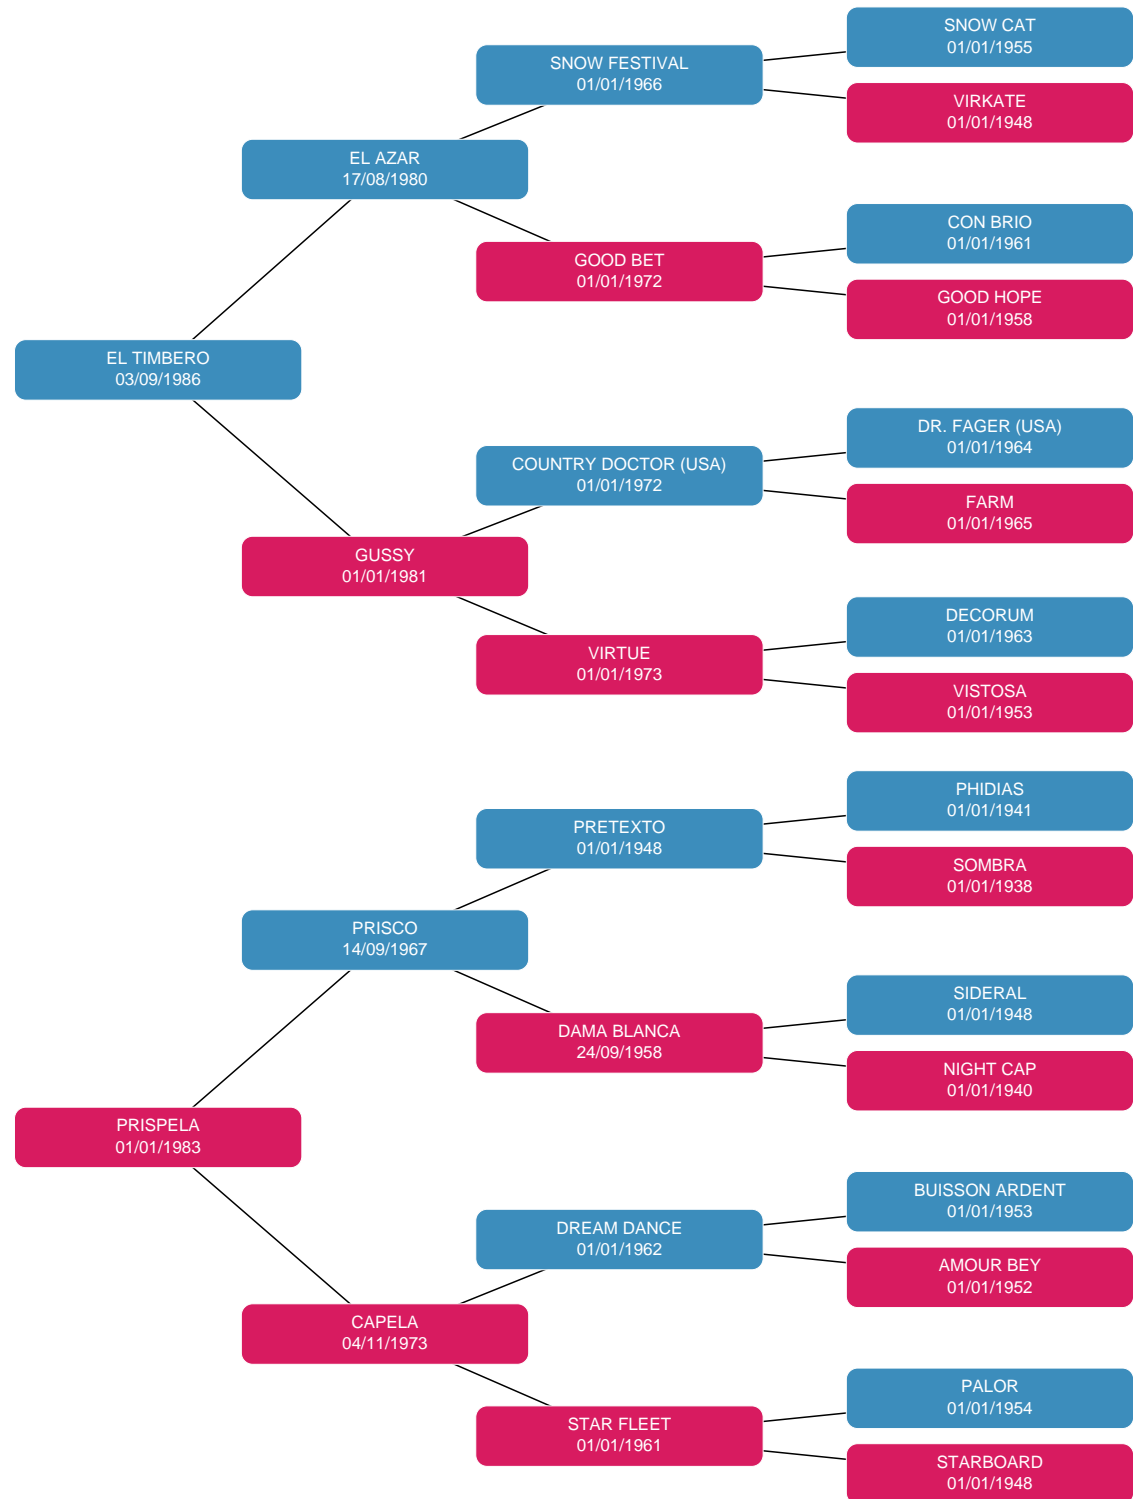 SNOW CAT
01/01/1955
SNOW FESTIVAL
01/01/1966
VIRKATE
01/01/1948
EL AZAR
17/08/1980
CON BRIO
01/01/1961
GOOD BET
01/01/1972
GOOD HOPE
01/01/1958
EL TIMBERO
03/09/1986
DR. FAGER (USA)
01/01/1964
COUNTRY DOCTOR (USA)
01/01/1972
FARM
01/01/1965
GUSSY
01/01/1981
DECORUM
01/01/1963
VIRTUE
01/01/1973
VISTOSA
01/01/1953
PHIDIAS
01/01/1941
PRETEXTO
01/01/1948
SOMBRA
01/01/1938
PRISCO
14/09/1967
SIDERAL
01/01/1948
DAMA BLANCA
24/09/1958
NIGHT CAP
01/01/1940
PRISPELA
01/01/1983
BUISSON ARDENT
01/01/1953
DREAM DANCE
01/01/1962
AMOUR BEY
01/01/1952
CAPELA
04/11/1973
PALOR
01/01/1954
STAR FLEET
01/01/1961
STARBOARD
01/01/1948